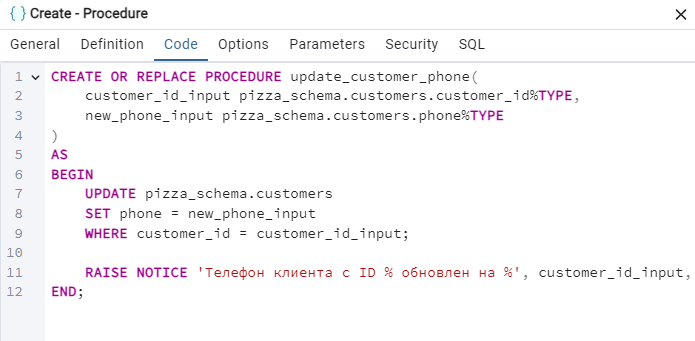 { } Create - Procedure
General Definition Code Options Parameters Security SQL
1 CREATE OR REPLACE PROCEDURE update_customer_phone(
2 customer_id_input pizza_schema.customers.customer_id%TYPE,
3 new_phone_input pizza_schema.customers.phone%TYPE
4 )
5 AS
6 BEGIN
7 UPDATE pizza_schema.customers
8 SET phone = new_phone_input
9 WHERE customer_id = customer_id_input;
10
11 RAISE NOTICE 'Телефон клиента с ID % обновлен на %', customer_id_input,
12 END;